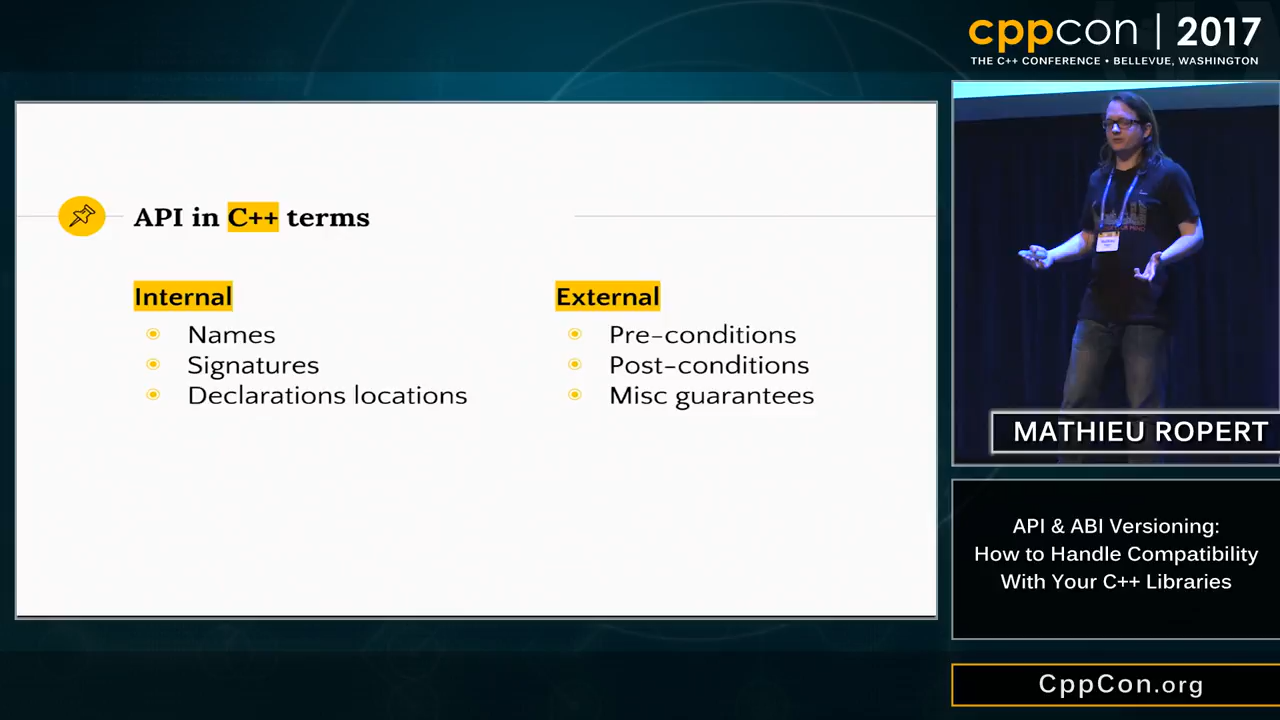 cppcon | 2017
THE C++ CONFERENCE • BELLEVUE, WASHINGTON
API in C++ terms
Internal
Names
Signatures
Declarations locations
External
Pre-conditions
Post-conditions
Misc guarantees
MATHIEU ROPERT
API & ABI Versioning:
How to Handle Compatibility
With Your C++ Libraries
CppCon.org